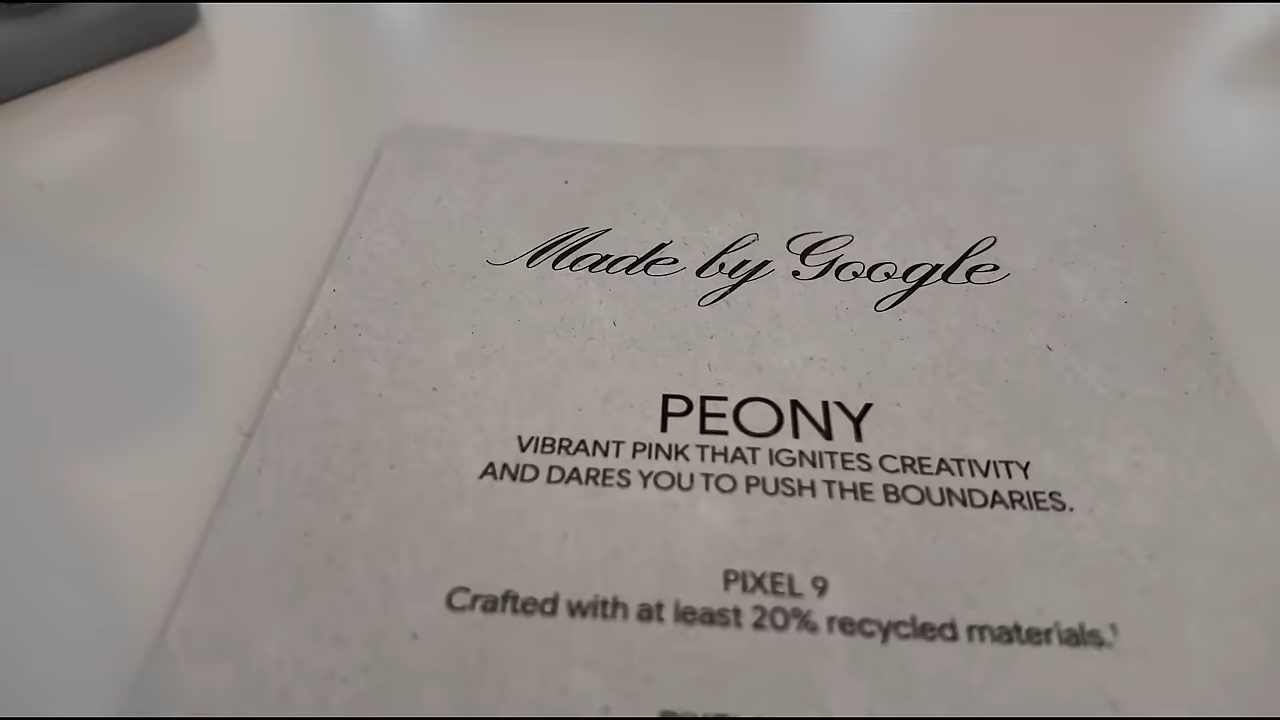 Made by Google
PEONY
VIBRANT PINK THAT IGNITES CREATIVITY
AND DARES YOU TO PUSH THE BOUNDARIES.
PIXEL 9
Crafted with at least 20% recycled materials.¹